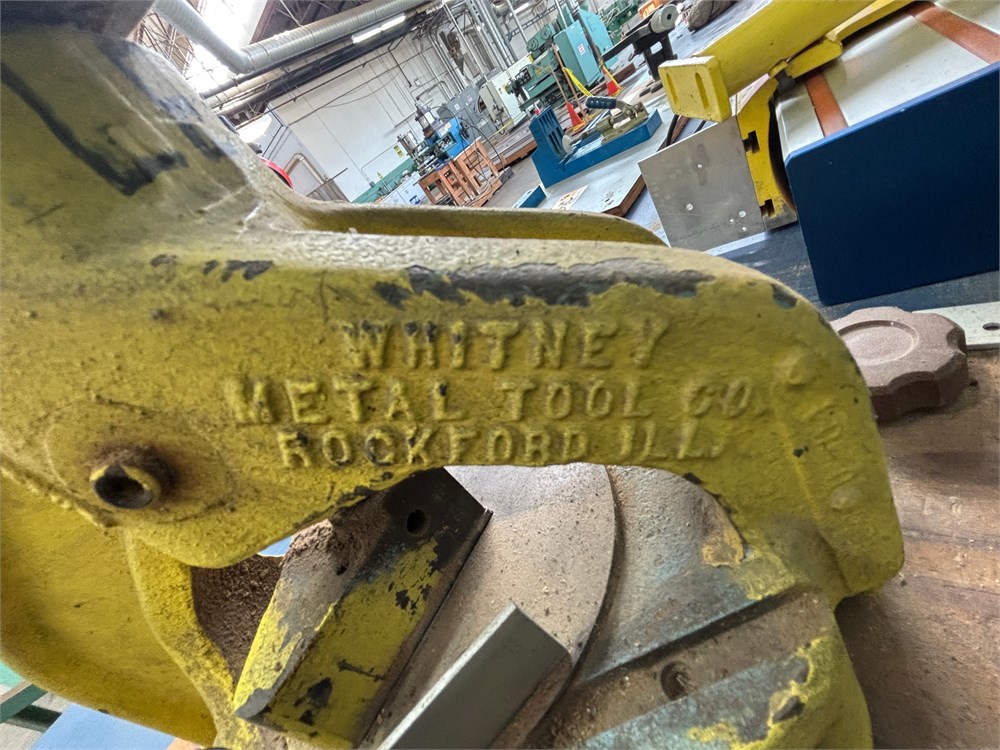 WHITNEY
METAL TOOL CO.
ROCKFORD ILL.